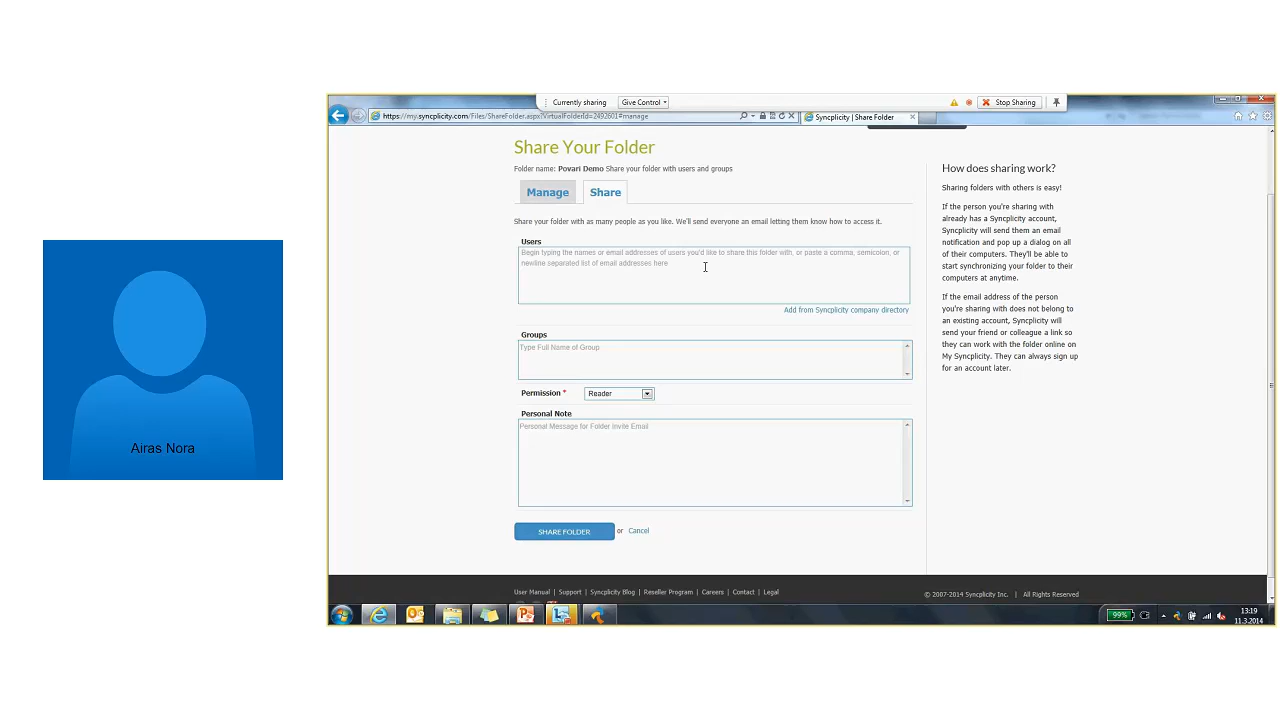 Airas Nora
Currently sharing
Give Control
Stop Sharing
https://my.syncplicity.com/Files/ShareFolder.aspx?VirtualFolderId=2492601#manage
Syncplicity | Share Folder
Share Your Folder
Folder name: Povari Demo Share your folder with users and groups
Manage
Share
Share your folder with as many people as you like. We'll send everyone an email letting them know how to access it.
Users
Begin typing the names or email addresses of users you'd like to share this folder with, or paste a comma, semicolon, or
newline separated list of email addresses here
Add from Syncplicity company directory
Groups
Type Full Name of Group
Permission *
Reader
Personal Note
Personal Message for Folder Invite Email
SHARE FOLDER
or
Cancel
How does sharing work?
Sharing folders with others is easy!
If the person you're sharing with
already has a Syncplicity account,
Syncplicity will send them an email
notification and pop up a dialog on all
of their computers. They'll be able to
start synchronizing your folder to their
computers at anytime.
If the email address of the person
you're sharing with does not belong to
an existing account, Syncplicity will
send your friend or colleague a link so
they can work with the folder online on
My Syncplicity. They can always sign up
for an account later.
User Manual | Support | Syncplicity Blog | Reseller Program | Careers | Contact | Legal
© 2007-2014 Syncplicity Inc. | All Rights Reserved
99%
13:19
11.3.2014